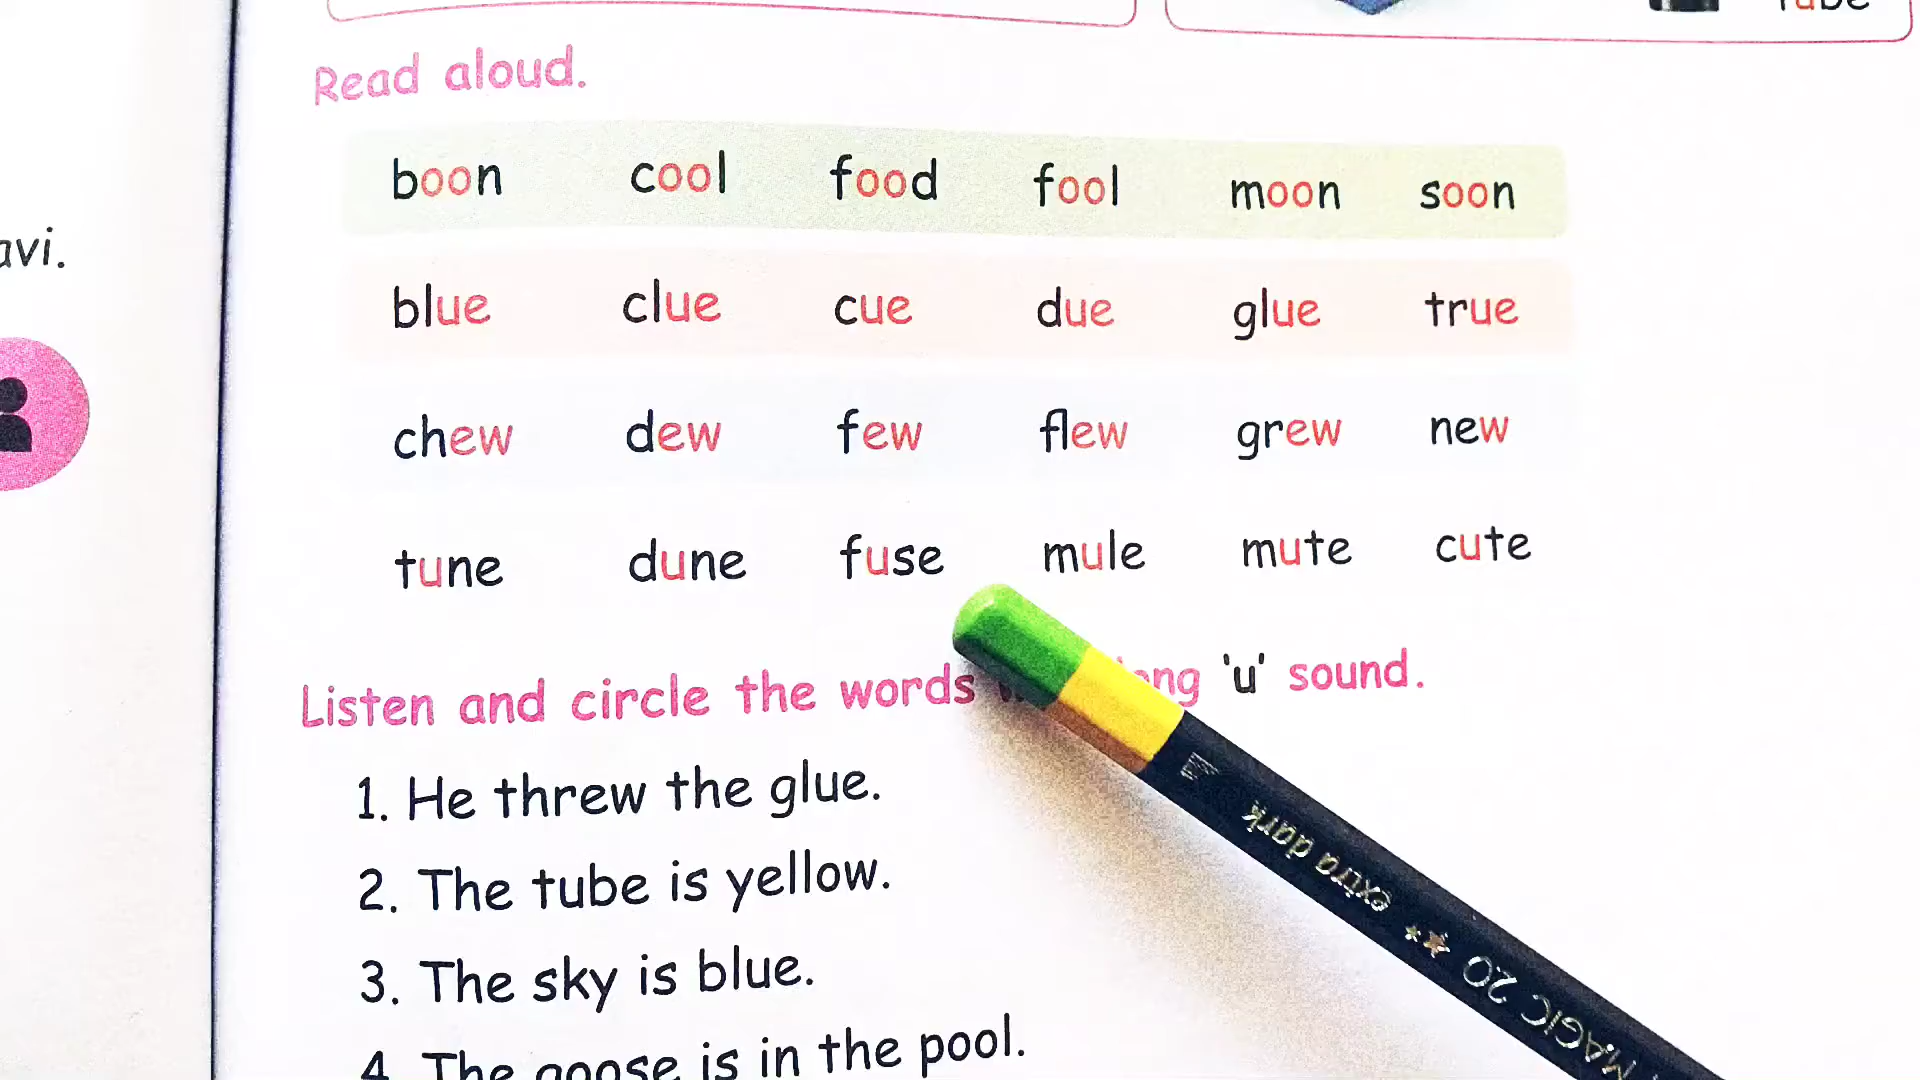 Tube
Read aloud.
boon cool food fool moon soon
blue clue cue due glue true
avi.
chew dew few flew grew new
tune dune fuse mule mute cute
Listen and circle the words 'u' sound.
1. He threw the glue.
2. The tube is yellow.
3. The sky is blue.
4. The goose is in the pool.
MAGIC 20 extra dark